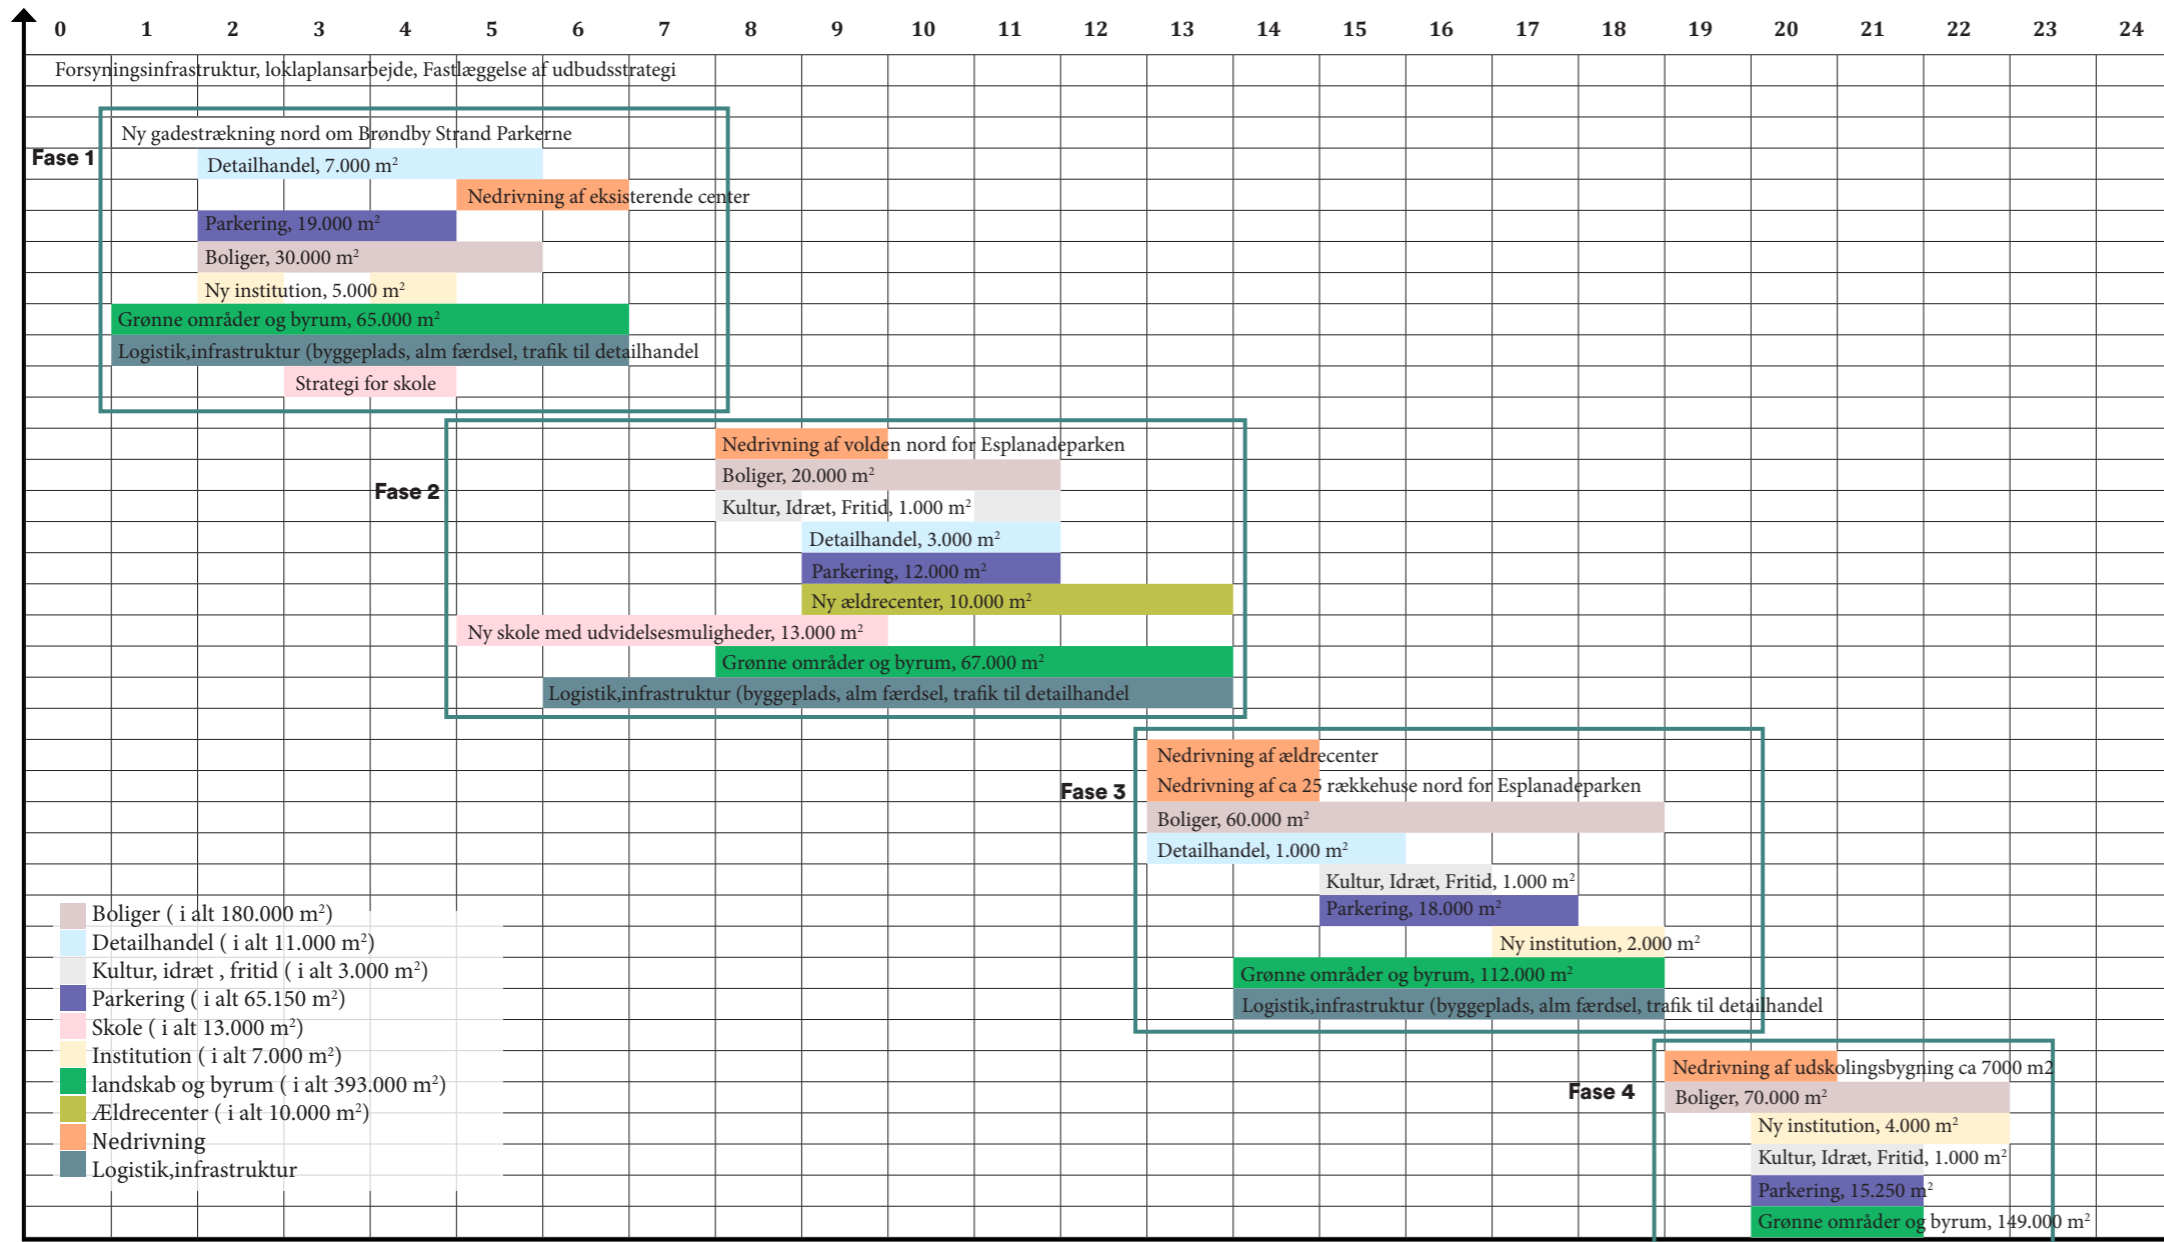 0 1 2 3 4 5 6 7 8 9 10 11 12 13 14 15 16 17 18 19 20 21 22 23 24
Forsyningsinfrastruktur, loklaplansarbejde, Fastlæggelse af udbudsstrategi
Fase 1
Ny gadestrækning nord om Brøndby Strand Parkerne
Detailhandel, 7.000 m²
Nedrivning af eksisterende center
Parkering, 19.000 m²
Boliger, 30.000 m²
Ny institution, 5.000 m²
Grønne områder og byrum, 65.000 m²
Logistik,infrastruktur (byggeplads, alm færdsel, trafik til detailhandel
Strategi for skole
Fase 2
Nedrivning af volden nord for Esplanadeparken
Boliger, 20.000 m²
Kultur, Idræt, Fritid, 1.000 m²
Detailhandel, 3.000 m²
Parkering, 12.000 m²
Ny ældrecenter, 10.000 m²
Ny skole med udvidelsesmuligheder, 13.000 m²
Grønne områder og byrum, 67.000 m²
Logistik,infrastruktur (byggeplads, alm færdsel, trafik til detailhandel
Fase 3
Nedrivning af ældrecenter
Nedrivning af ca 25 rækkehuse nord for Esplanadeparken
Boliger, 60.000 m²
Detailhandel, 1.000 m²
Kultur, Idræt, Fritid, 1.000 m²
Parkering, 18.000 m²
Ny institution, 2.000 m²
Grønne områder og byrum, 112.000 m²
Logistik,infrastruktur (byggeplads, alm færdsel, trafik til detailhandel
Fase 4
Nedrivning af udskolingsbygning ca 7000 m2
Boliger, 70.000 m²
Ny institution, 4.000 m²
Kultur, Idræt, Fritid, 1.000 m²
Parkering, 15.250 m²
Grønne områder og byrum, 149.000 m²
Boliger ( i alt 180.000 m²)
Detailhandel ( i alt 11.000 m²)
Kultur, idræt , fritid ( i alt 3.000 m²)
Parkering ( i alt 65.150 m²)
Skole ( i alt 13.000 m²)
Institution ( i alt 7.000 m²)
landskab og byrum ( i alt 393.000 m²)
Ældrecenter ( i alt 10.000 m²)
Nedrivning
Logistik,infrastruktur